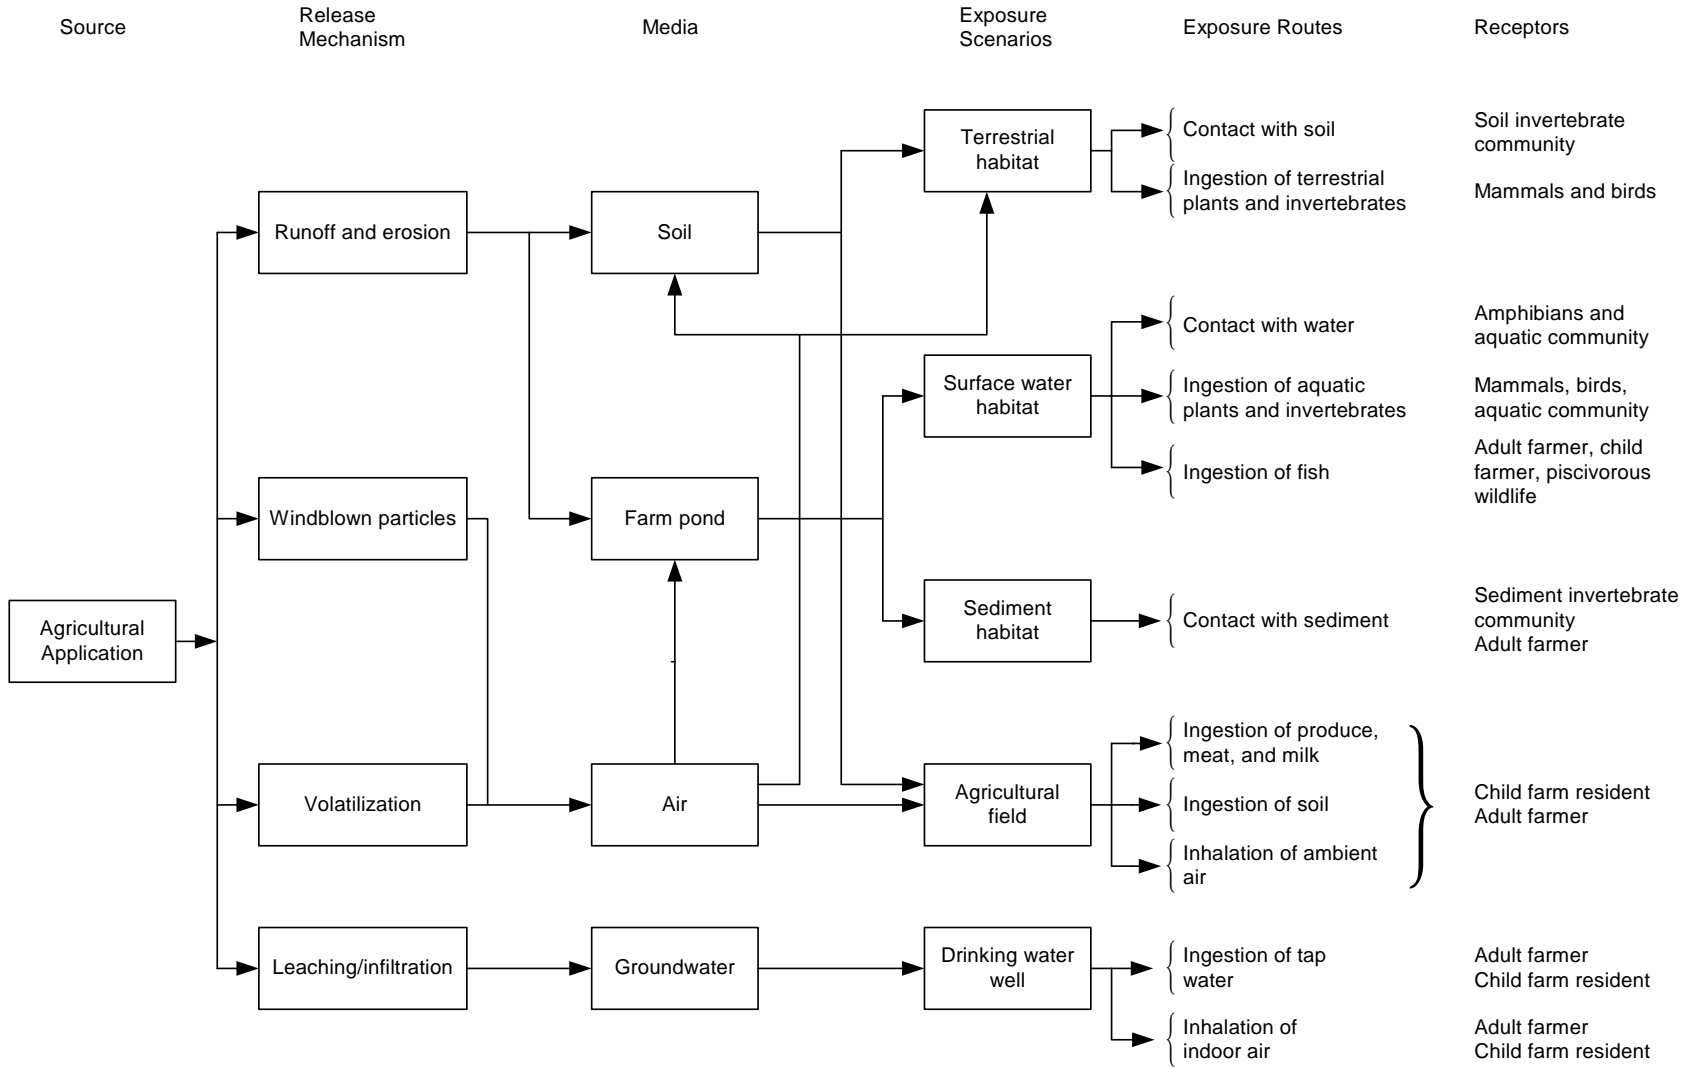 Source
Release
Mechanism
Media
Exposure
Scenarios
Exposure Routes
Receptors
Terrestrial
habitat
Contact with soil
Soil invertebrate
community
Ingestion of terrestrial
plants and invertebrates
Mammals and birds
Runoff and erosion
Soil
Surface water
habitat
Contact with water
Amphibians and
aquatic community
Ingestion of aquatic
plants and invertebrates
Mammals, birds,
aquatic community
Ingestion of fish
Adult farmer, child
farmer, piscivorous
wildlife
Windblown particles
Farm pond
Agricultural
Application
Sediment
habitat
Contact with sediment
Sediment invertebrate
community
Adult farmer
Volatilization
Air
Agricultural
field
Ingestion of produce,
meat, and milk
Ingestion of soil
Inhalation of ambient
air
Child farm resident
Adult farmer
Leaching/infiltration
Groundwater
Drinking water
well
Ingestion of tap
water
Adult farmer
Child farm resident
Inhalation of
indoor air
Adult farmer
Child farm resident